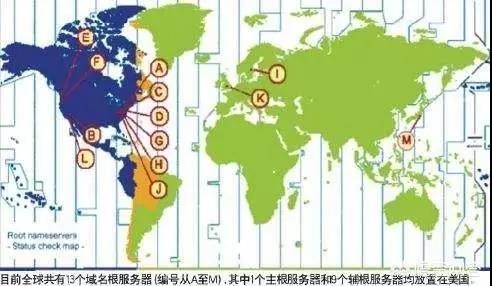 E
F
A
C
D
G
H
J
B
L
I
K
M
Root nameservers
- Status check map -
目前全球共有13个域名根服务器(编号从A至M),其中1个主根服务器和9个辅根服务器均放置在美国。